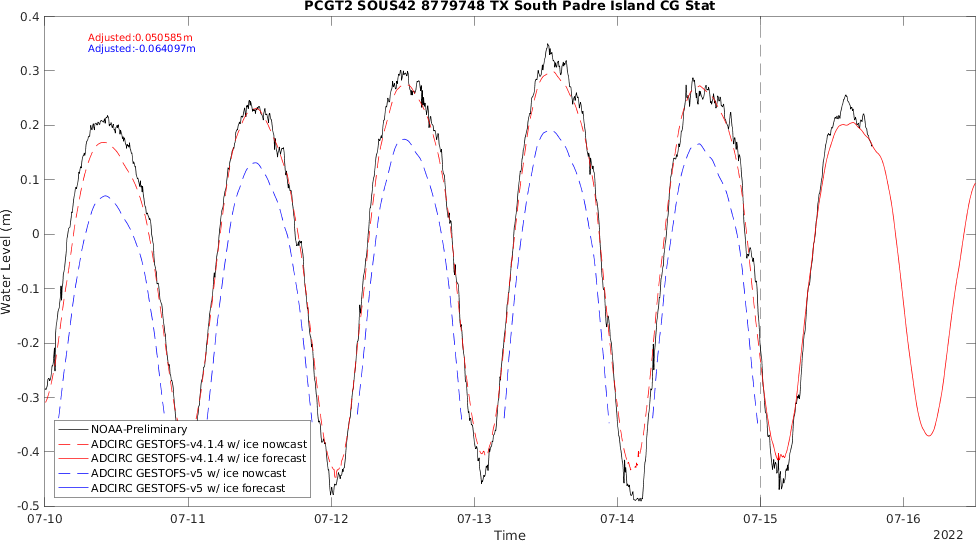 PCGT2 SOUS42 8779748 TX South Padre Island CG Stat
0.4
Adjusted:0.050585m
Adjusted:-0.064097m
0.3
0.2
0.1
0
-0.1
-0.2
-0.3
-0.4
-0.5
Water Level (m)
NOAA-Preliminary
ADCIRC GESTOFS-v4.1.4 w/ ice nowcast
ADCIRC GESTOFS-v4.1.4 w/ ice forecast
ADCIRC GESTOFS-v5 w/ ice nowcast
ADCIRC GESTOFS-v5 w/ ice forecast
07-10 07-11 07-12 07-13 07-14 07-15 07-16
Time
2022